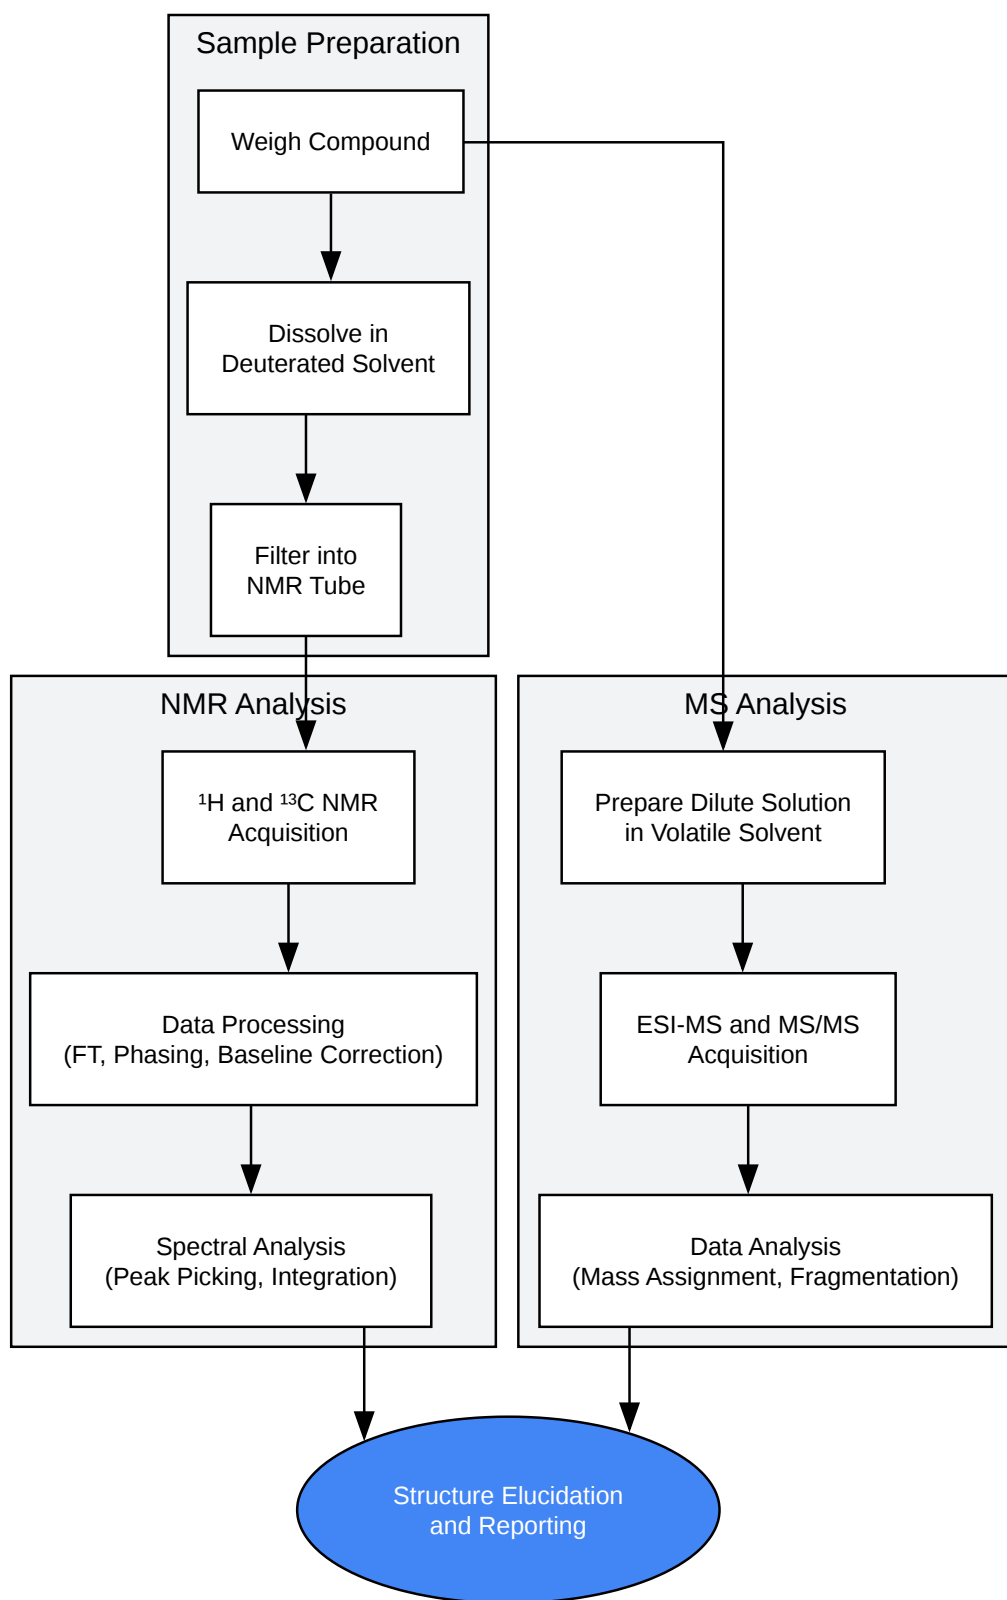 Sample Preparation
Weigh Compound
Dissolve in
Deuterated Solvent
Filter into
NMR Tube
NMR Analysis
¹H and ¹³C NMR
Acquisition
Data Processing
(FT, Phasing, Baseline Correction)
Spectral Analysis
(Peak Picking, Integration)
MS Analysis
Prepare Dilute Solution
in Volatile Solvent
ESI-MS and MS/MS
Acquisition
Data Analysis
(Mass Assignment, Fragmentation)
Structure Elucidation
and Reporting